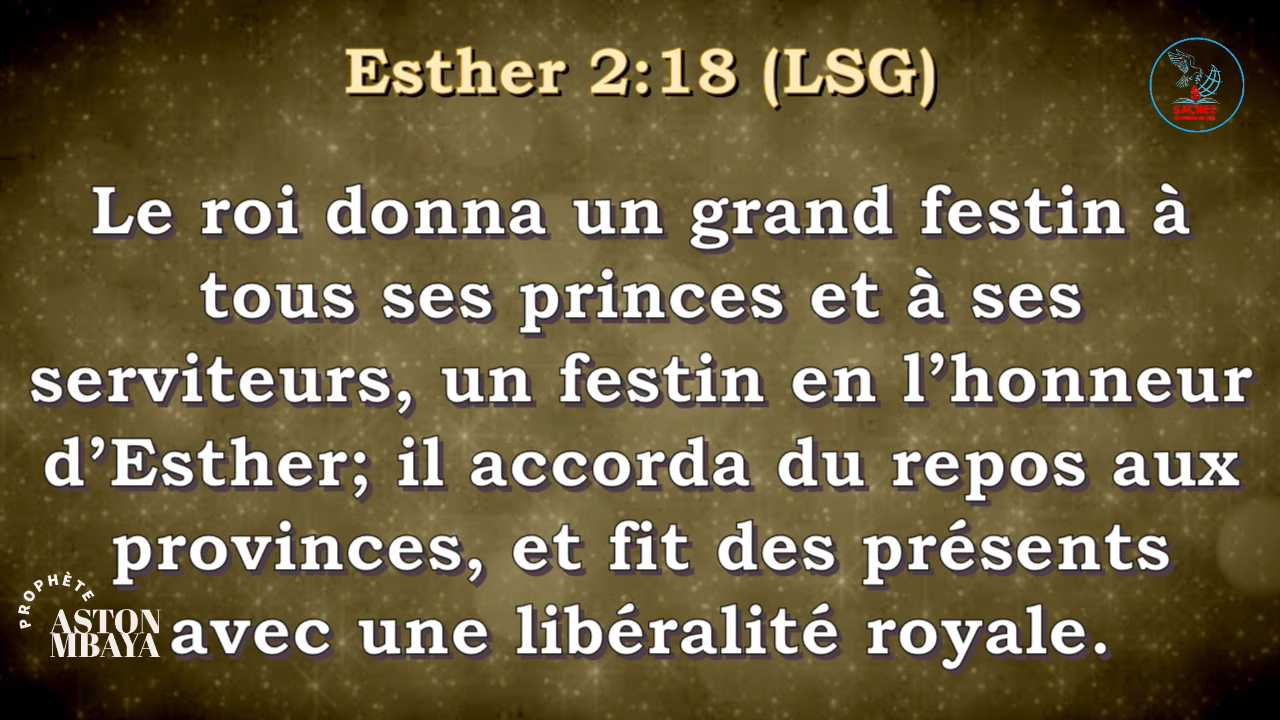 Esther 2:18 (LSG)
SACREE
Le roi donna un grand festin à
tous ses princes et à ses
serviteurs, un festin en l’honneur
d’Esther; il accorda du repos aux
provinces, et fit des présents
avec une libéralité royale.
PROPHÈTE
ASTON
MBAYA